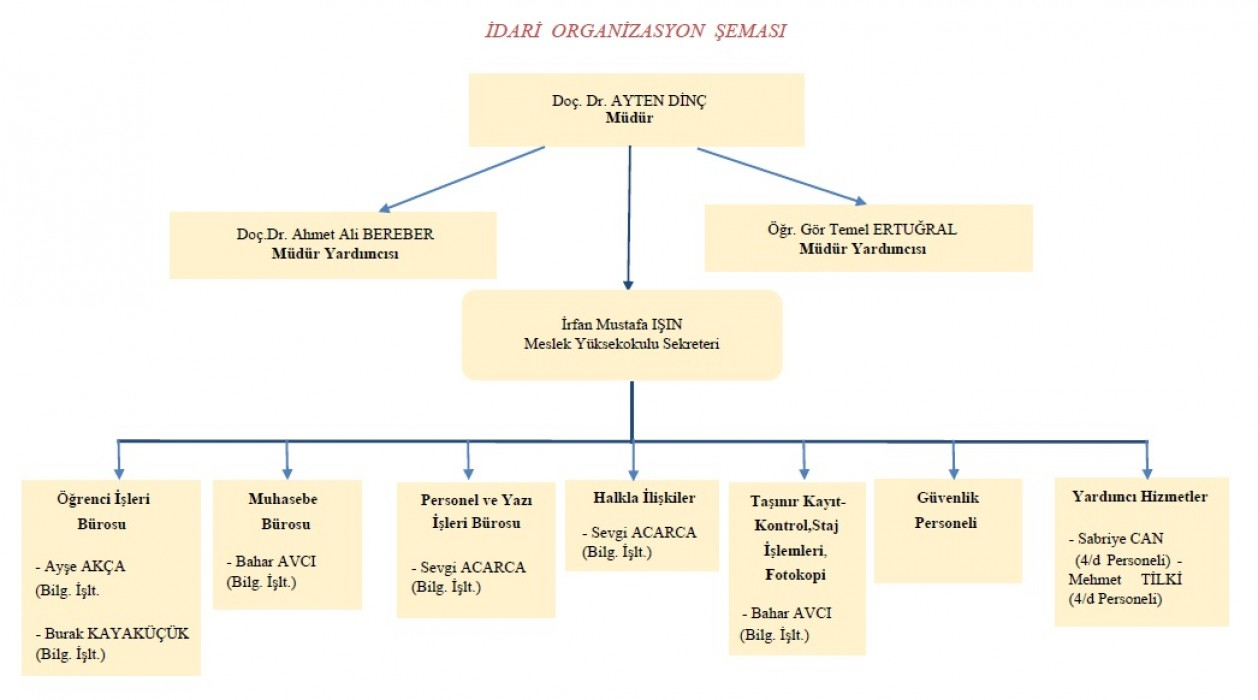 İDARİ ORGANİZASYON ŞEMASI
Doç. Dr. AYTEN DİNÇ
Müdür
Doç.Dr. Ahmet Ali BEREBER
Müdür Yardımcısı
Öğr. Gör Temel ERTUĞRAL
Müdür Yardımcısı
İrfan Mustafa IŞIN
Meslek Yüksekokulu Sekreteri
Öğrenci İşleri
Bürosu
- Ayşe AKÇA
(Bilg. İşlt.
- Burak KAYAKÜÇÜK
(Bilg. İşlt.)
Muhasebe
Bürosu
- Bahar AVCI
(Bilg. İşlt.)
Personel ve Yazı
İşleri Bürosu
- Sevgi ACARCA
(Bilg. İşlt.)
Halkla İlişkiler
- Sevgi ACARCA
(Bilg. İşlt.)
Taşınır Kayıt-
Kontrol,Staj
İşlemleri,
Fotokopi
- Bahar AVCI
(Bilg. İşlt.)
Güvenlik
Personeli
Yardımcı Hizmetler
- Sabriye CAN
(4/d Personeli) -
Mehmet TİLKİ
(4/d Personeli)